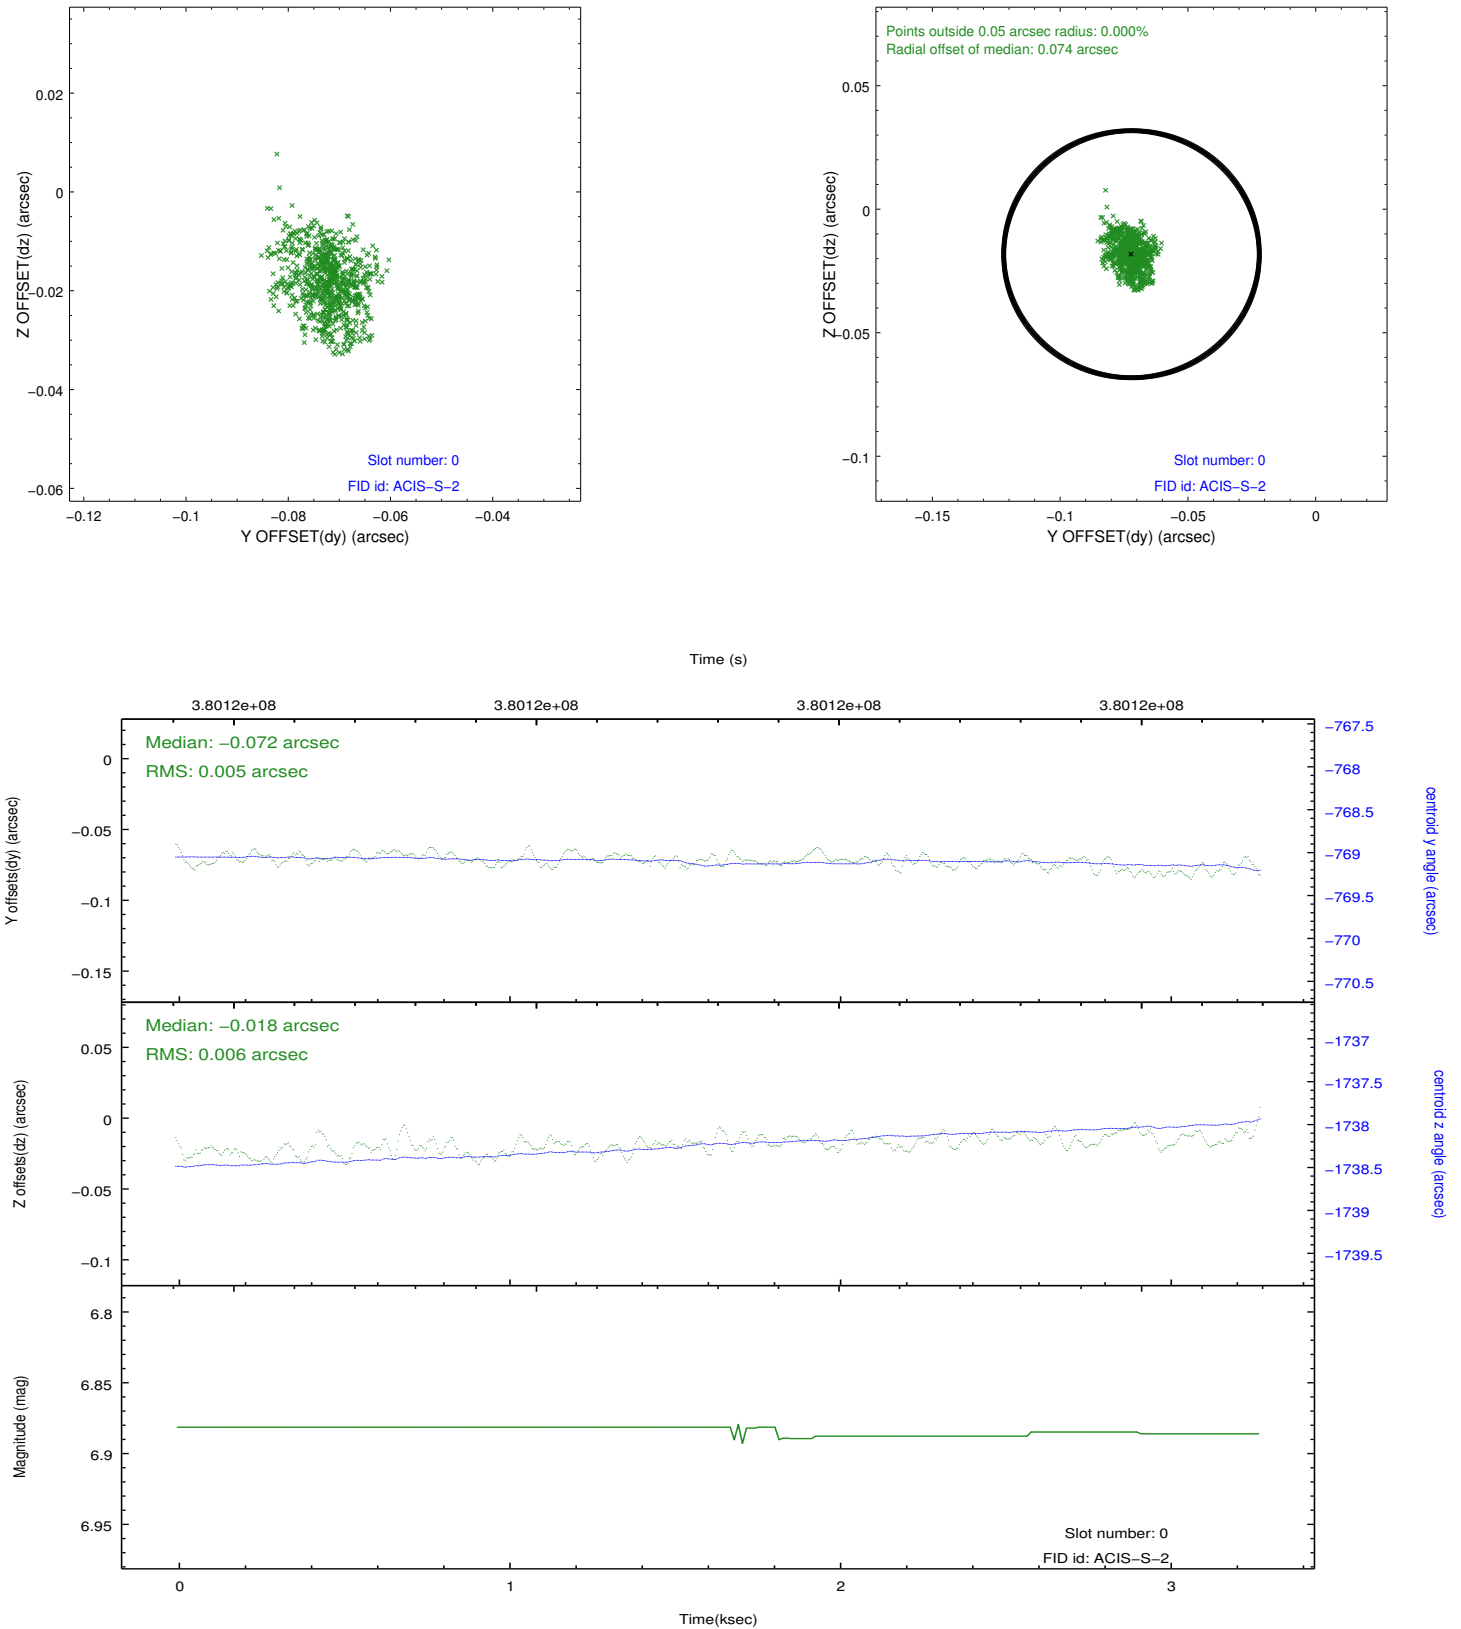 0.02
0
−0.02
−0.04
−0.06
Z OFFSET(dz) (arcsec)
Slot number: 0
FID id: ACIS−S−2
−0.12 −0.1 −0.08 −0.06 −0.04
Y OFFSET(dy) (arcsec)
Points outside 0.05 arcsec radius: 0.000%
Radial offset of median: 0.074 arcsec
0.05
0
−0.05
−0.1
Z OFFSET(dz) (arcsec)
Slot number: 0
FID id: ACIS−S−2
−0.15 −0.1 −0.05 0
Y OFFSET(dy) (arcsec)
Time (s)
3.8012e+08 3.8012e+08 3.8012e+08 3.8012e+08
Median: −0.072 arcsec
RMS: 0.005 arcsec
0
−0.05
−0.1
−0.15
Y offsets(dy) (arcsec)
−767.5
−768
−768.5
−769
−769.5
−770
−770.5
centroid y angle (arcsec)
Median: −0.018 arcsec
RMS: 0.006 arcsec
0.05
0
−0.05
−0.1
Z offsets(dz) (arcsec)
−1737
−1737.5
−1738
−1738.5
−1739
−1739.5
centroid z angle (arcsec)
6.8
6.85
6.9
6.95
Magnitude (mag)
Slot number: 0
FID id: ACIS−S−2
0 1 2 3
Time(ksec)